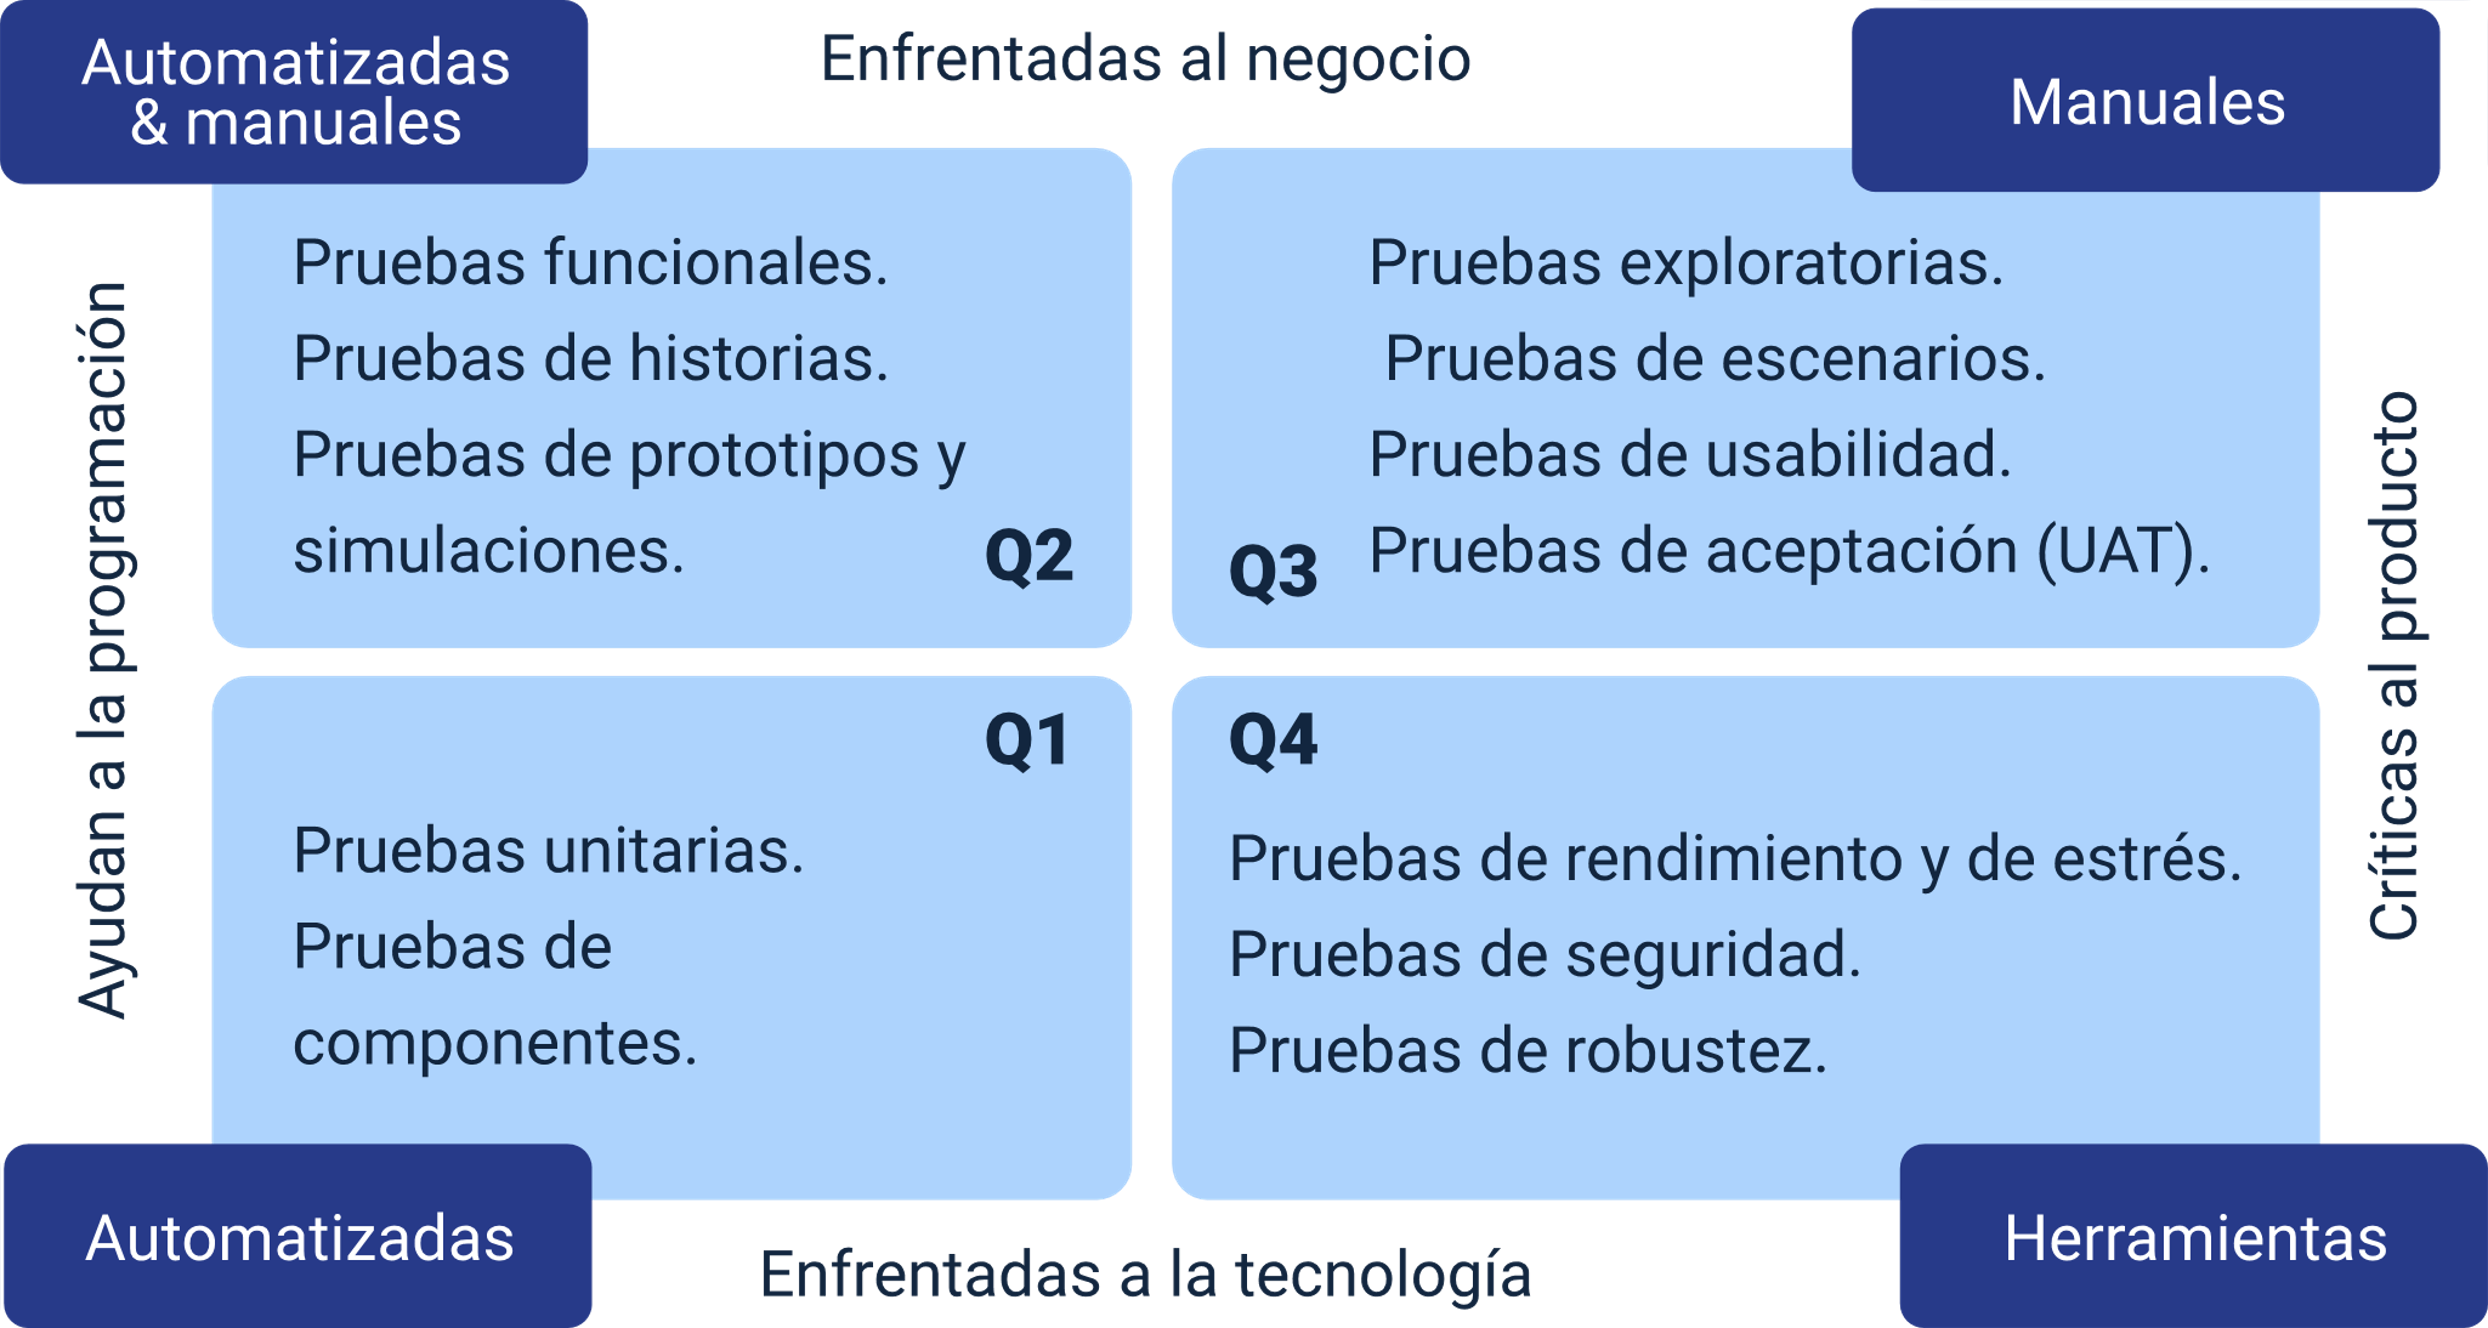 Automatizadas
& manuales
Enfrentadas al negocio
Manuales
Ayudan a la programación
Pruebas funcionales.
Pruebas de historias.
Pruebas de prototipos y
simulaciones.
Q2
Pruebas exploratorias.
Pruebas de escenarios.
Pruebas de usabilidad.
Pruebas de aceptación (UAT).
Q3
Críticas al producto
Q1
Pruebas unitarias.
Pruebas de
componentes.
Q4
Pruebas de rendimiento y de estrés.
Pruebas de seguridad.
Pruebas de robustez.
Automatizadas
Enfrentadas a la tecnología
Herramientas